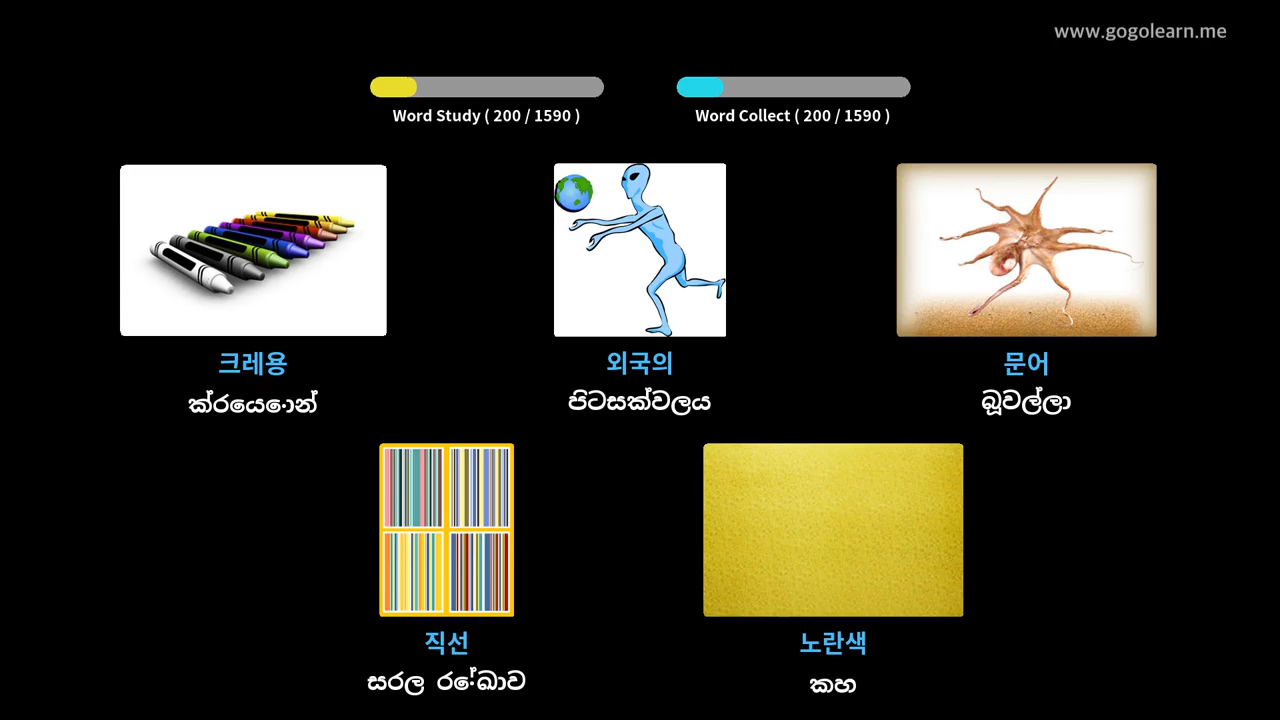 www.gogolearn.me
Word Study ( 200 / 1590 )
Word Collect ( 200 / 1590 )
크레용
외국의
문어
ක්රයෙොන්
පිටසක්වලය
බූවල්ලා
직선
노란색
සරල රේඛාව
කහ